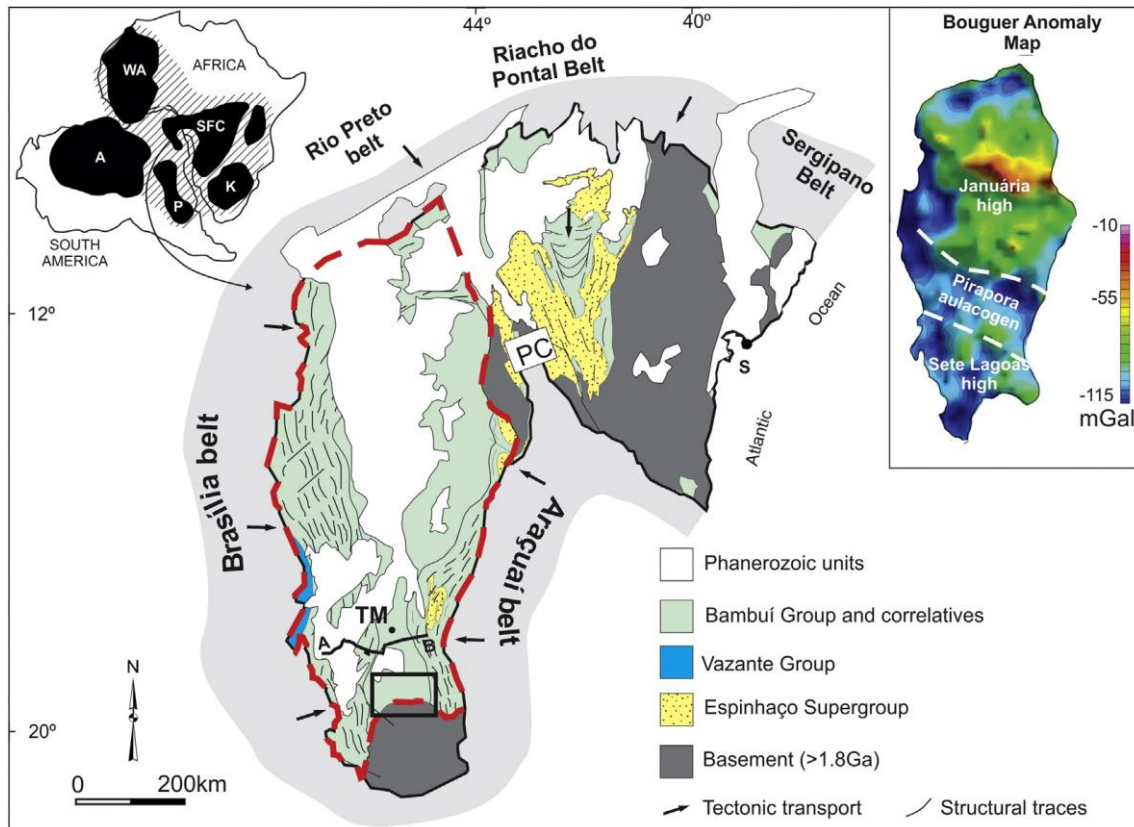 44º
40º
WA
AFRICA
SFC
A
K
P
SOUTH
AMERICA
Riacho do
Pontal Belt
Rio Preto
belt
Sergipano
Belt
12º
PC
S
Ocean
Atlantic
Brasília belt
Araçuaí belt
TM
A
B
N
20º
0
200km
Bouguer Anomaly
Map
Januária
high
Pirapora
aulacogen
Sete Lagoas
high
-10
-55
-115
mGal
Phanerozoic units
Bambuí Group and correlatives
Vazante Group
Espinhaço Supergroup
Basement (>1.8Ga)
Tectonic transport
Structural traces